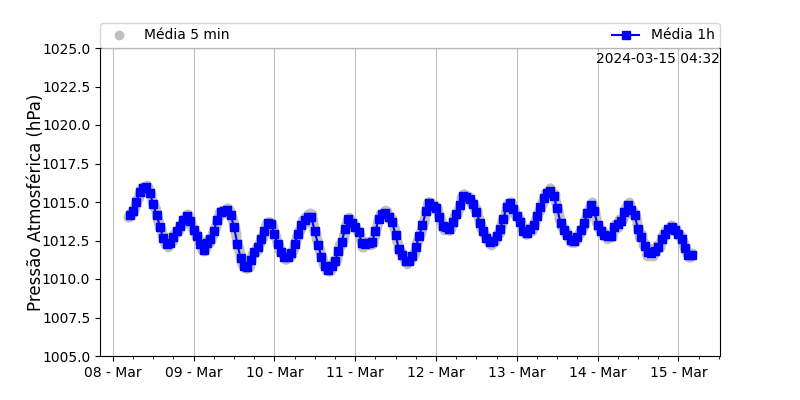 Média 5 min
Média 1h
2024-03-15 04:32
Pressão Atmosférica (hPa)
1025.0
1022.5
1020.0
1017.5
1015.0
1012.5
1010.0
1007.5
1005.0
08 - Mar
09 - Mar
10 - Mar
11 - Mar
12 - Mar
13 - Mar
14 - Mar
15 - Mar